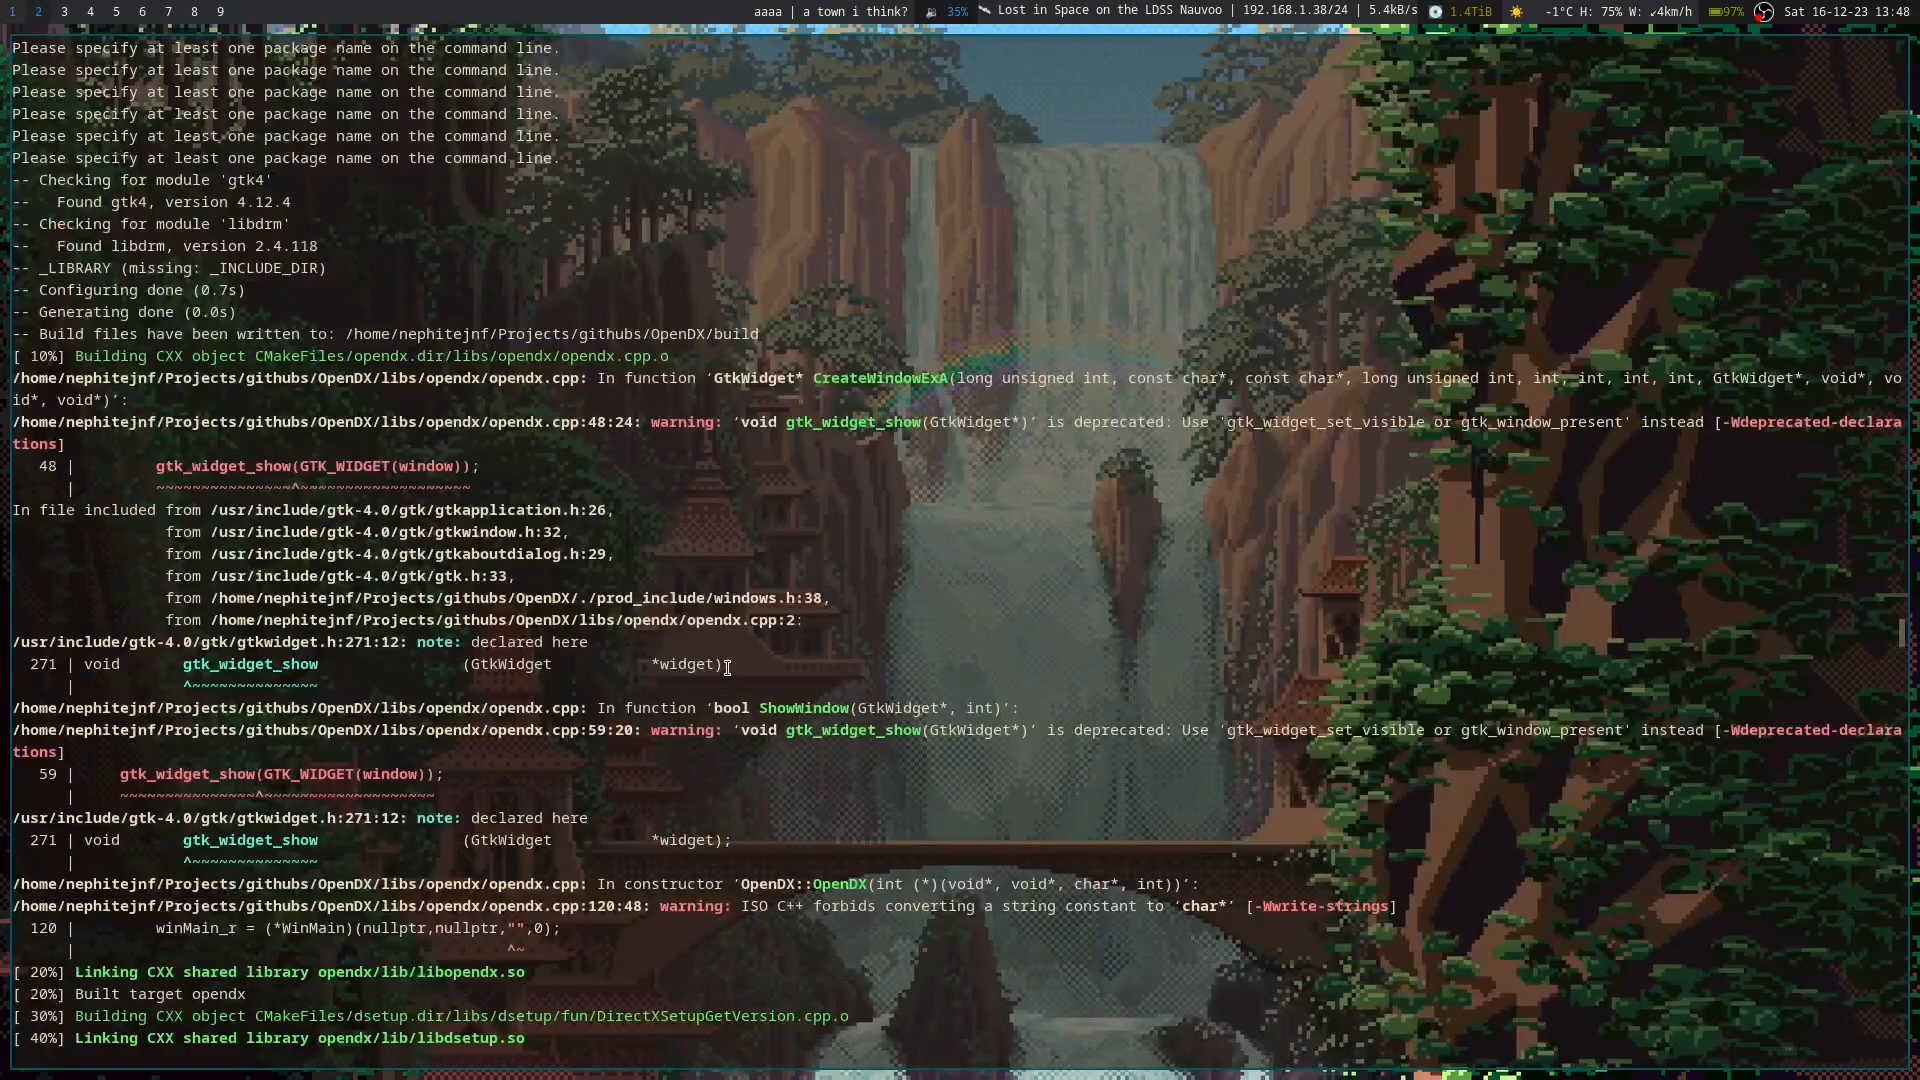 1 2 3 4 5 6 7 8 9 aaaa | a town i think? 35% Lost in Space on the LDSS Nauvoo | 192.168.1.38/24 | 5.4kB/s 1.4TiB -1°C H: 75% W: ↙4km/h 97% Sat 16-12-23 13:48
Please specify at least one package name on the command line.
Please specify at least one package name on the command line.
Please specify at least one package name on the command line.
Please specify at least one package name on the command line.
Please specify at least one package name on the command line.
Please specify at least one package name on the command line.
-- Checking for module 'gtk4'
--   Found gtk4, version 4.12.4
-- Checking for module 'libdrm'
--   Found libdrm, version 2.4.118
-- _LIBRARY (missing: _INCLUDE_DIR)
-- Configuring done (0.7s)
-- Generating done (0.0s)
-- Build files have been written to: /home/nephitejnf/Projects/githubs/OpenDX/build
[ 10%] Building CXX object CMakeFiles/opendx.dir/libs/opendx/opendx.cpp.o
/home/nephitejnf/Projects/githubs/OpenDX/libs/opendx/opendx.cpp: In function ‘GtkWidget* CreateWindowExA(long unsigned int, const char*, const char*, long unsigned int, int, int, int, int, GtkWidget*, void*, vo
id*, void*)’:
/home/nephitejnf/Projects/githubs/OpenDX/libs/opendx/opendx.cpp:48:24: warning: ‘void gtk_widget_show(GtkWidget*)’ is deprecated: Use 'gtk_widget_set_visible or gtk_window_present' instead [-Wdeprecated-declara
tions]
   48 |         gtk_widget_show(GTK_WIDGET(window));
      |         ~~~~~~~~~~~~~~~^~~~~~~~~~~~~~~~~~~~
In file included from /usr/include/gtk-4.0/gtk/gtkapplication.h:26,
                 from /usr/include/gtk-4.0/gtk/gtkwindow.h:32,
                 from /usr/include/gtk-4.0/gtk/gtkaboutdialog.h:29,
                 from /usr/include/gtk-4.0/gtk/gtk.h:33,
                 from /home/nephitejnf/Projects/githubs/OpenDX/./prod_include/windows.h:38,
                 from /home/nephitejnf/Projects/githubs/OpenDX/libs/opendx/opendx.cpp:2:
/usr/include/gtk-4.0/gtk/gtkwidget.h:271:12: note: declared here
  271 | void       gtk_widget_show                (GtkWidget           *widget);
      |            ^~~~~~~~~~~~~~~
/home/nephitejnf/Projects/githubs/OpenDX/libs/opendx/opendx.cpp: In function ‘bool ShowWindow(GtkWidget*, int)’:
/home/nephitejnf/Projects/githubs/OpenDX/libs/opendx/opendx.cpp:59:20: warning: ‘void gtk_widget_show(GtkWidget*)’ is deprecated: Use 'gtk_widget_set_visible or gtk_window_present' instead [-Wdeprecated-declara
tions]
   59 |     gtk_widget_show(GTK_WIDGET(window));
      |     ~~~~~~~~~~~~~~~^~~~~~~~~~~~~~~~~~~~
/usr/include/gtk-4.0/gtk/gtkwidget.h:271:12: note: declared here
  271 | void       gtk_widget_show                (GtkWidget           *widget);
      |            ^~~~~~~~~~~~~~~
/home/nephitejnf/Projects/githubs/OpenDX/libs/opendx/opendx.cpp: In constructor ‘OpenDX::OpenDX(int (*)(void*, void*, char*, int))’:
/home/nephitejnf/Projects/githubs/OpenDX/libs/opendx/opendx.cpp:120:48: warning: ISO C++ forbids converting a string constant to ‘char*’ [-Wwrite-strings]
  120 |         winMain_r = (*WinMain)(nullptr,nullptr,"",0);
      |                                                ^~
[ 20%] Linking CXX shared library opendx/lib/libopendx.so
[ 20%] Built target opendx
[ 30%] Building CXX object CMakeFiles/dsetup.dir/libs/dsetup/fun/DirectXSetupGetVersion.cpp.o
[ 40%] Linking CXX shared library opendx/lib/libdsetup.so